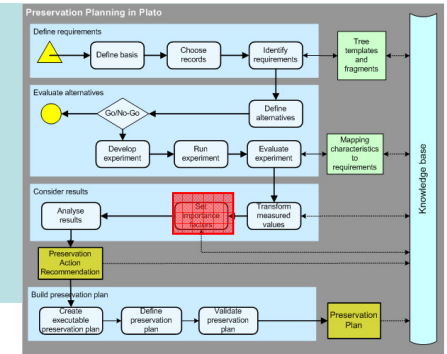 Preservation Planning in Plato
Define requirements
Define basis
Choose
records
Identify
requirements
Tree
templates
and
fragments
Evaluate alternatives
Go/No-Go
Define
alternatives
Develop
experiment
Run
experiment
Evaluate
experiment
Mapping
characteristics
to
requirements
Knowledge base
Consider results
Analyse
results
Set
importance
factors
Transform
measured
values
Preservation
Action
Recommendation
Build preservation plan
Create
executable
preservation plan
Define
preservation
plan
Validate
preservation
plan
Preservation
Plan